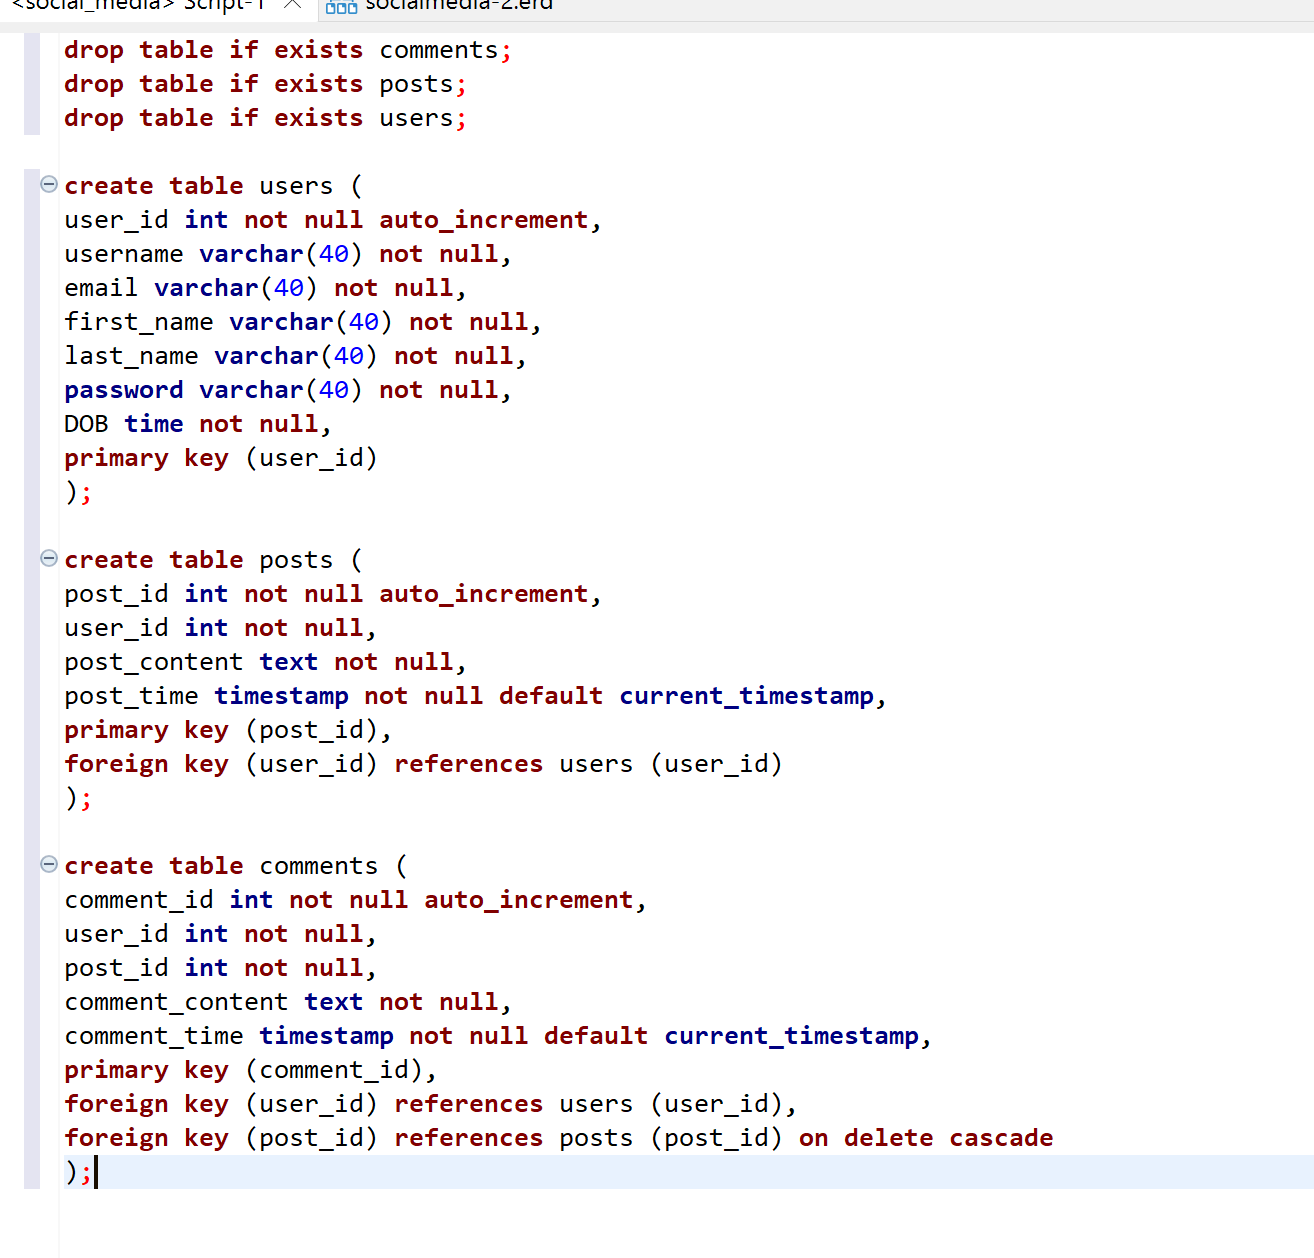 <social_media> Script-1 socialmedia-2.erd
drop table if exists comments;
drop table if exists posts;
drop table if exists users;
create table users (
user_id int not null auto_increment,
username varchar(40) not null,
email varchar(40) not null,
first_name varchar(40) not null,
last_name varchar(40) not null,
password varchar(40) not null,
DOB time not null,
primary key (user_id)
);
create table posts (
post_id int not null auto_increment,
user_id int not null,
post_content text not null,
post_time timestamp not null default current_timestamp,
primary key (post_id),
foreign key (user_id) references users (user_id)
);
create table comments (
comment_id int not null auto_increment,
user_id int not null,
post_id int not null,
comment_content text not null,
comment_time timestamp not null default current_timestamp,
primary key (comment_id),
foreign key (user_id) references users (user_id),
foreign key (post_id) references posts (post_id) on delete cascade
);